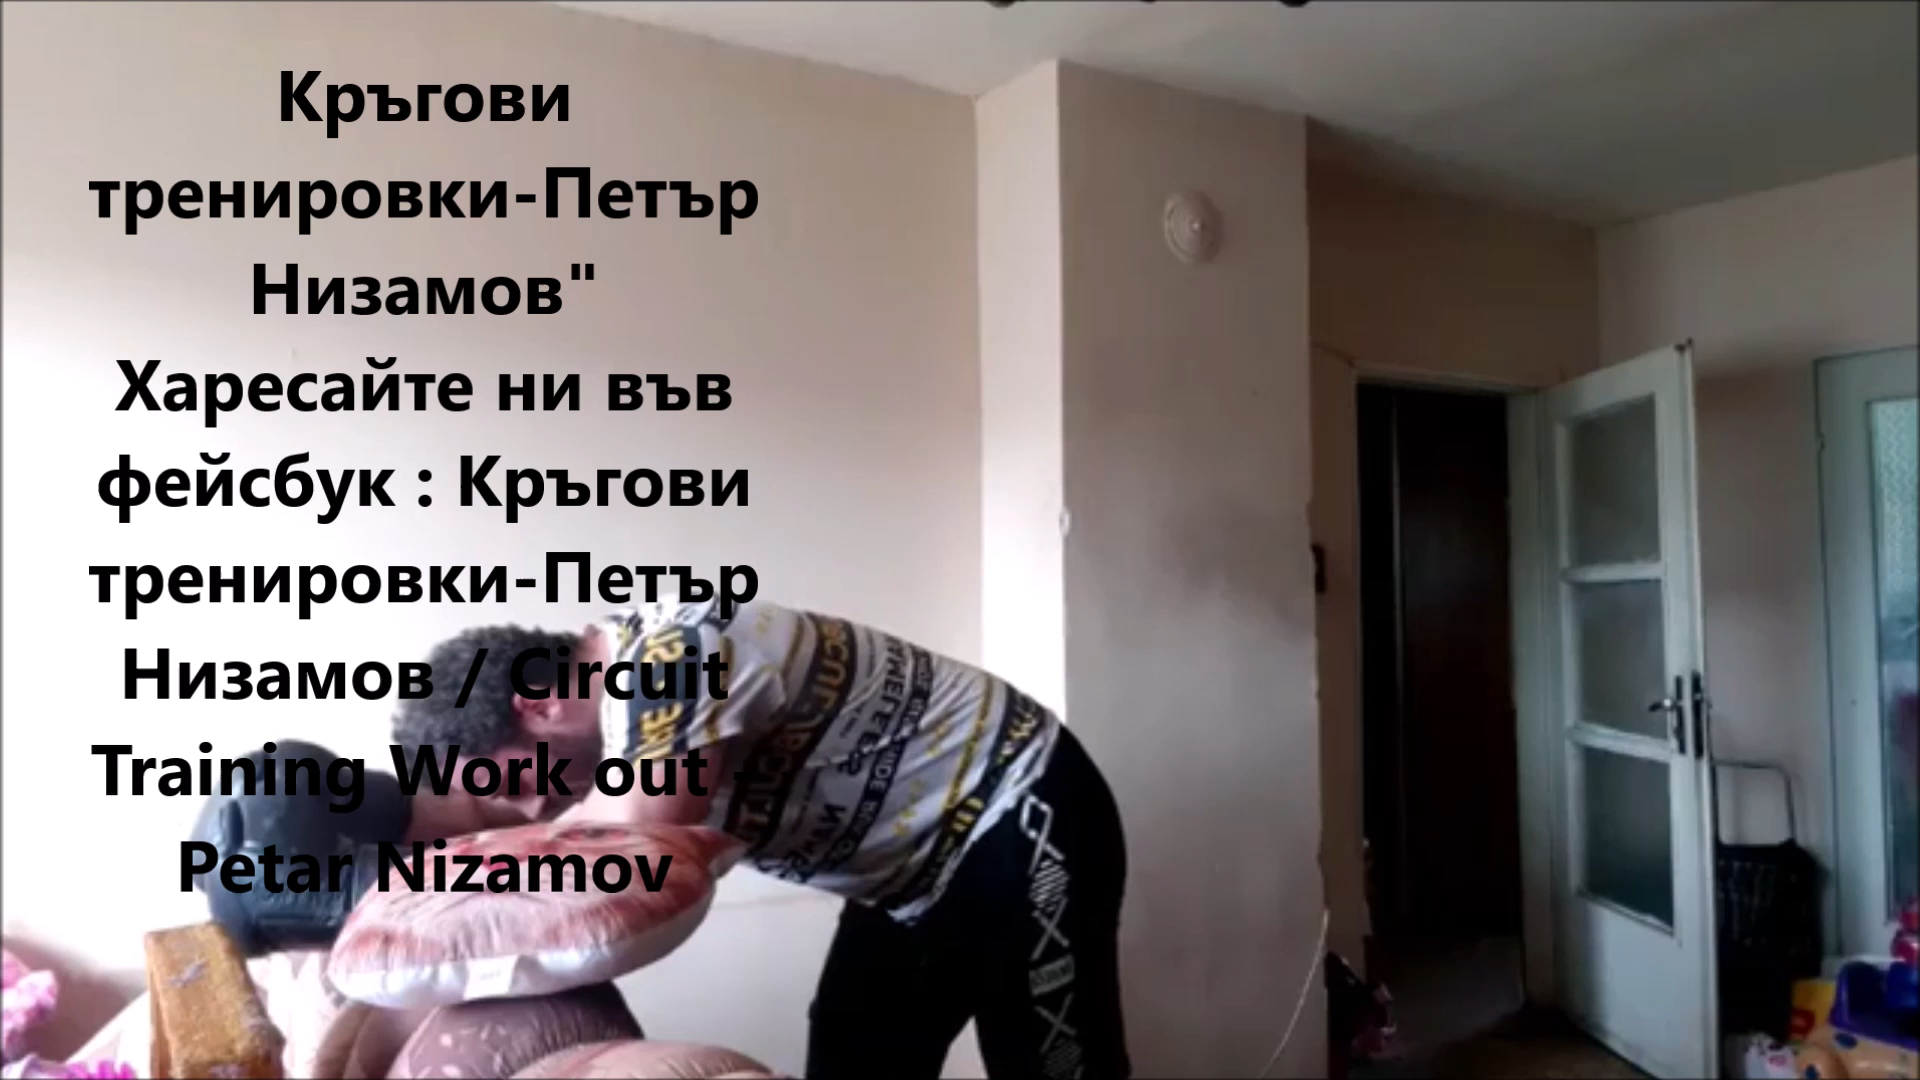 Кръгови
тренировки-Петър
Низамов"
Харесайте ни във
фейсбук : Кръгови
тренировки-Петър
Низамов / Circuit
Training Work out -
Petar Nizamov